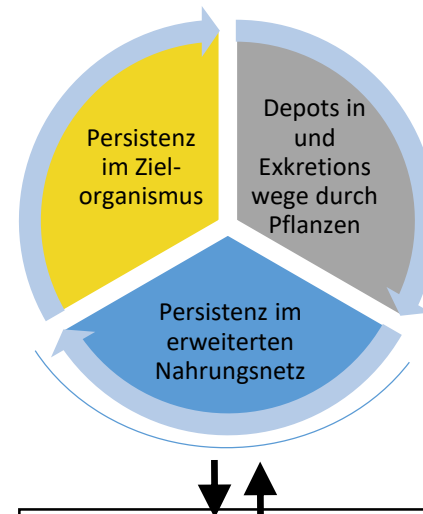 Persistenz
im Ziel-
organismus
Depots in
und
Exkretions
wege durch
Pflanzen
Persistenz im
erweiterten
Nahrungsnetz